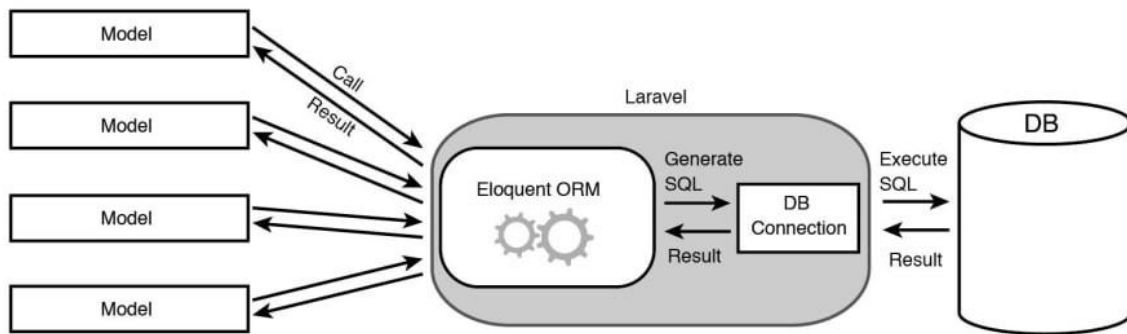 Model
Call
Result
Model
Model
Model
Laravel
Eloquent ORM
Generate
SQL
Result
DB
Connection
Execute
SQL
Result
DB